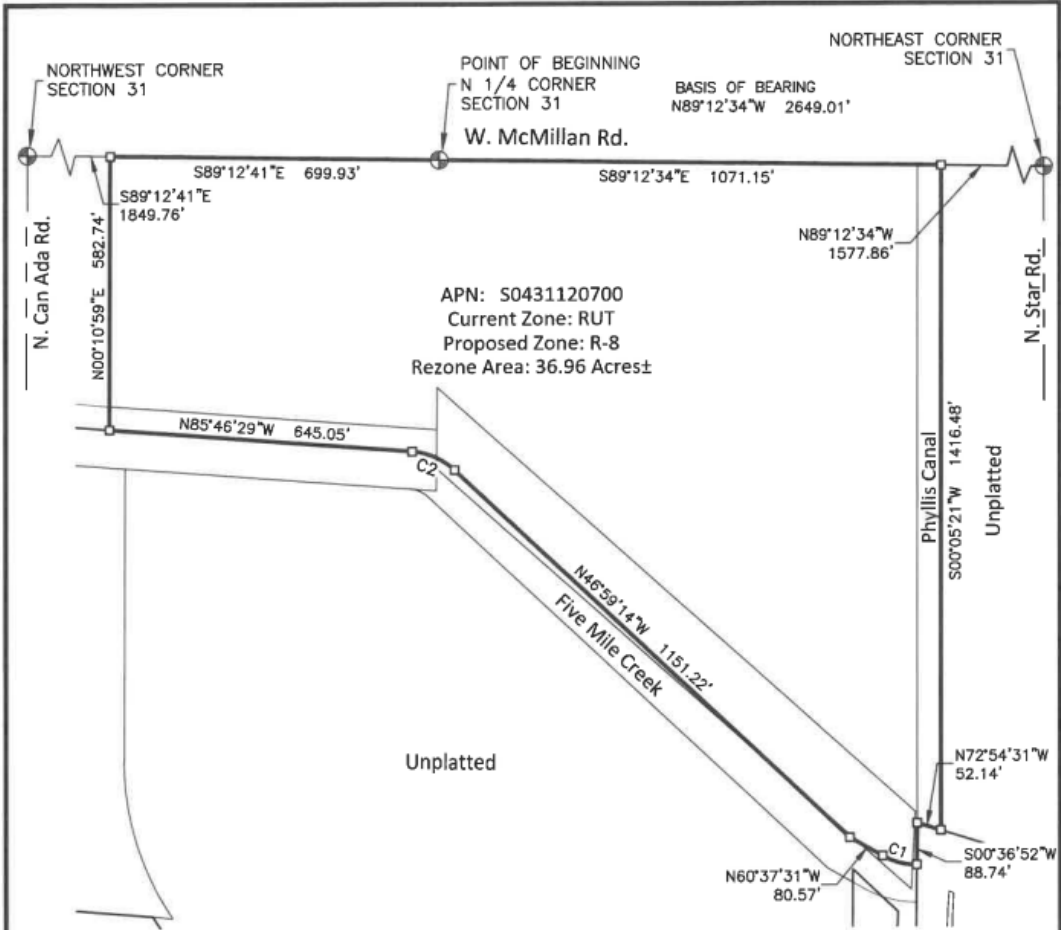 NORTHWEST CORNER
SECTION 31
POINT OF BEGINNING
N 1/4 CORNER
SECTION 31
BASIS OF BEARING
N89°12'34"W 2649.01'
NORTHEAST CORNER
SECTION 31
W. McMillan Rd.
S89°12'41"E 699.93'
S89°12'34"E 1071.15'
S89°12'41"E
1849.76'
N89°12'34"W
1577.86'
N. Can Ada Rd.
N00°10'59"E 582.74'
APN: S0431120700
Current Zone: RUT
Proposed Zone: R-8
Rezone Area: 36.96 Acres±
N. Star Rd.
Phyllis Canal
S00°05'21"W 1416.48'
Unplatted
N85°46'29"W 645.05'
C2
N46°59'14"W 1151.22'
Five Mile Creek
Unplatted
N72°54'31"W
52.14'
C1
S00°36'52"W
88.74'
N60°37'31"W
80.57'